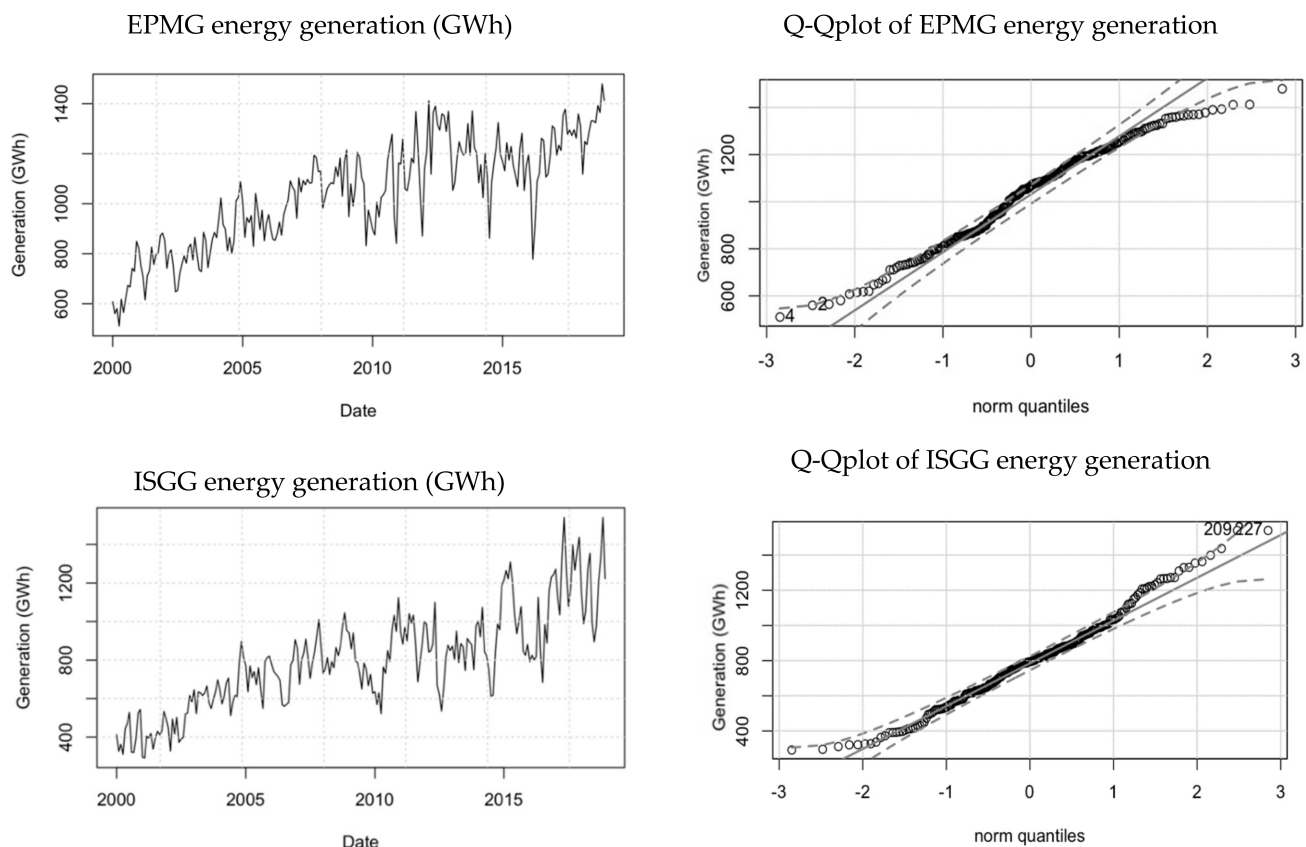 EPMG energy generation (GWh)
Generation (GWh)
600 800 1000 1200 1400
2000 2005 2010 2015
Date
Q-Qplot of EPMG energy generation
Generation (GWh)
600 800 1200
4 2
-3 -2 -1 0 1 2 3
norm quantiles
ISGG energy generation (GWh)
Generation (GWh)
400 800 1200
2000 2005 2010 2015
Date
Q-Qplot of ISGG energy generation
Generation (GWh)
400 800 1200
209 227
-3 -2 -1 0 1 2 3
norm quantiles